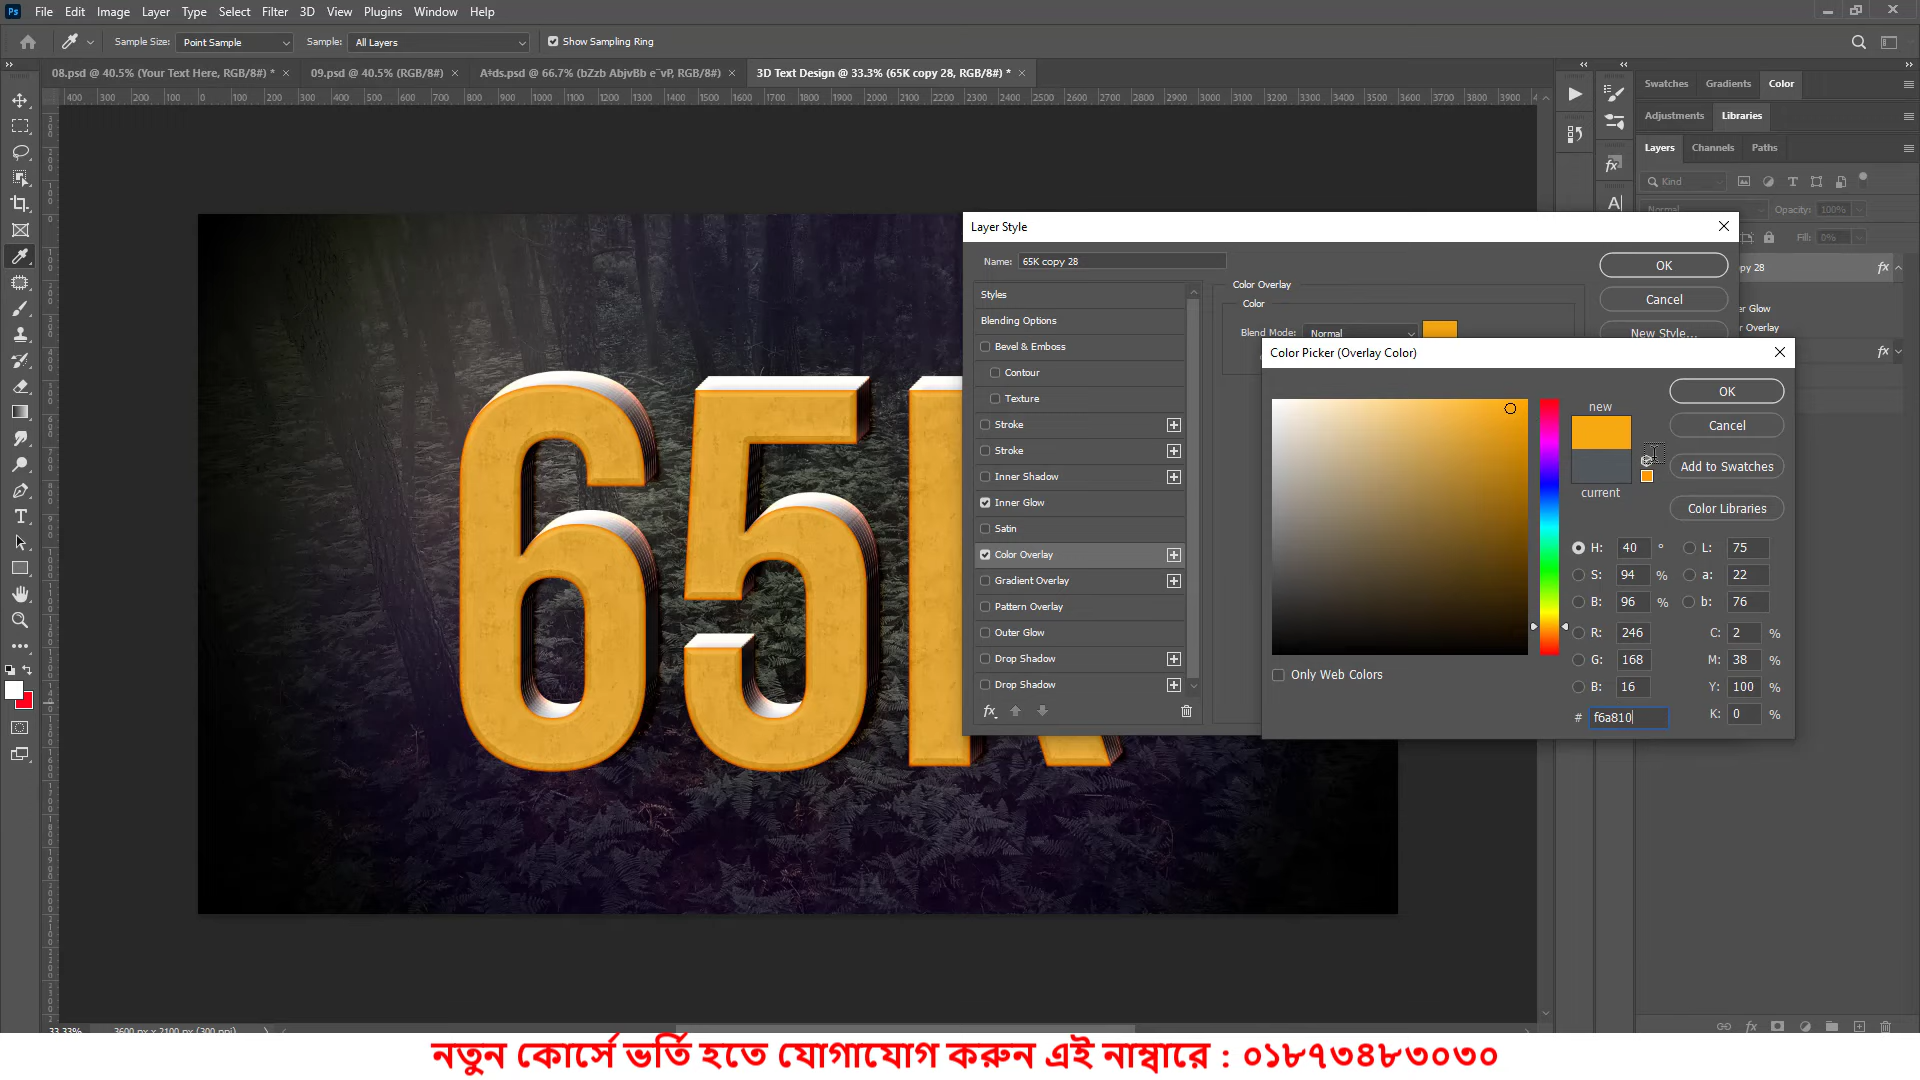 File Edit Image Layer Type Select Filter 3D View Plugins Window Help
Sample Size: Point Sample Sample: All Layers Show Sampling Ring
08.psd @ 40.5% (Your Text Here, RGB/8#) * 09.psd @ 40.5% (RGB/8#) 3D Text Design @ 33.3% (65K copy 28, RGB/8#) *
Swatches Gradients Color
Adjustments Libraries
Layers Channels Paths
Kind
Normal Opacity: 100%
Fill: 0%
65K
Layer Style
Name: 65K copy 28
Styles
Blending Options
Bevel & Emboss
Contour
Texture
Stroke
Stroke
Inner Shadow
Inner Glow
Satin
Color Overlay
Gradient Overlay
Pattern Overlay
Outer Glow
Drop Shadow
Drop Shadow
Color Overlay
Color
Blend Mode: Normal
OK
Cancel
New Style...
Color Picker (Overlay Color)
new
current
OK
Cancel
Add to Swatches
Color Libraries
H: 40 ° L: 75
S: 94 % a: 22
B: 96 % b: 76
R: 246 C: 2 %
G: 168 M: 38 %
B: 16 Y: 100 %
# f6a810 K: 0 %
Only Web Colors
33.33% 3600 px x 2100 px (300 ppi)
নতুন কোর্সে ভর্তি হতে যোগাযোগ করুন এই নাম্বারে : ০১৮৭৩৪৮৩০৩০